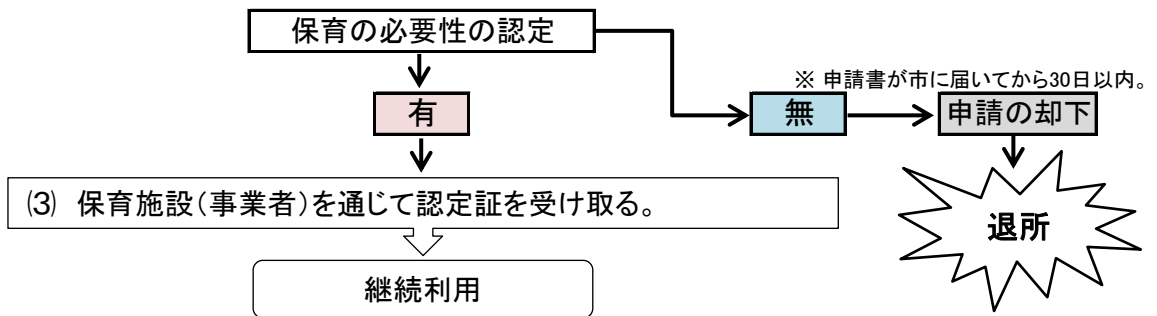 保育の必要性の認定
※ 申請書が市に届いてから30日以内。
有
無
申請の却下
⑶ 保育施設(事業者)を通じて認定証を受け取る。
退所
継続利用